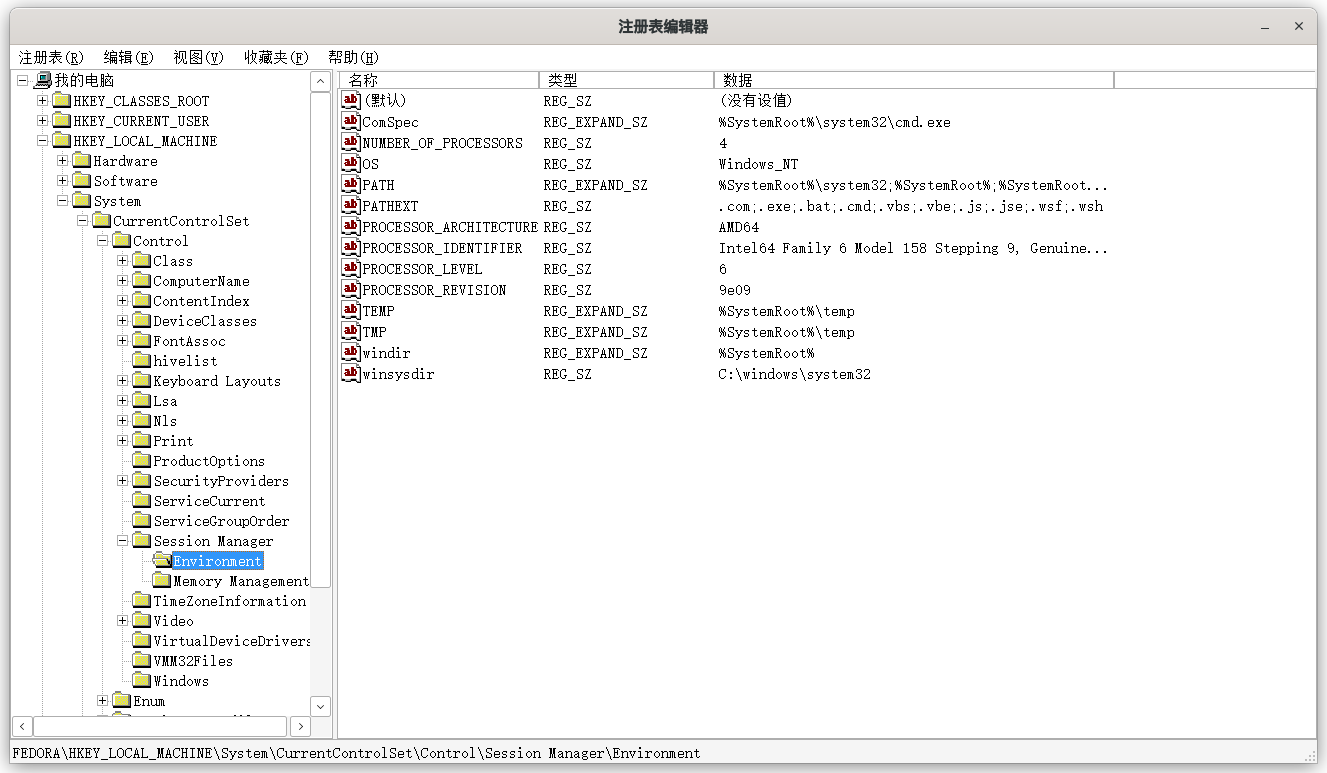 注册表编辑器
注册表(R) 编辑(E) 视图(V) 收藏夹(F) 帮助(H)
我的电脑
HKEY_CLASSES_ROOT
HKEY_CURRENT_USER
HKEY_LOCAL_MACHINE
Hardware
Software
System
CurrentControlSet
Control
Class
ComputerName
ContentIndex
DeviceClasses
FontAssoc
hivelist
Keyboard Layouts
Lsa
Nls
Print
ProductOptions
SecurityProviders
ServiceCurrent
ServiceGroupOrder
Session Manager
Environment
Memory Management
TimeZoneInformation
Video
VirtualDeviceDrivers
VMM32Files
Windows
Enum
名称 类型 数据
(默认) REG_SZ (没有设值)
ComSpec REG_EXPAND_SZ %SystemRoot%\system32\cmd.exe
NUMBER_OF_PROCESSORS REG_SZ 4
OS REG_SZ Windows_NT
PATH REG_EXPAND_SZ %SystemRoot%\system32;%SystemRoot%;%SystemRoot...
PATHEXT REG_SZ .com;.exe;.bat;.cmd;.vbs;.vbe;.js;.jse;.wsf;.wsh
PROCESSOR_ARCHITECTURE REG_SZ AMD64
PROCESSOR_IDENTIFIER REG_SZ Intel64 Family 6 Model 158 Stepping 9, Genuine...
PROCESSOR_LEVEL REG_SZ 6
PROCESSOR_REVISION REG_SZ 9e09
TEMP REG_EXPAND_SZ %SystemRoot%\temp
TMP REG_EXPAND_SZ %SystemRoot%\temp
windir REG_EXPAND_SZ %SystemRoot%
winsysdir REG_SZ C:\windows\system32
FEDORA\HKEY_LOCAL_MACHINE\System\CurrentControlSet\Control\Session Manager\Environment